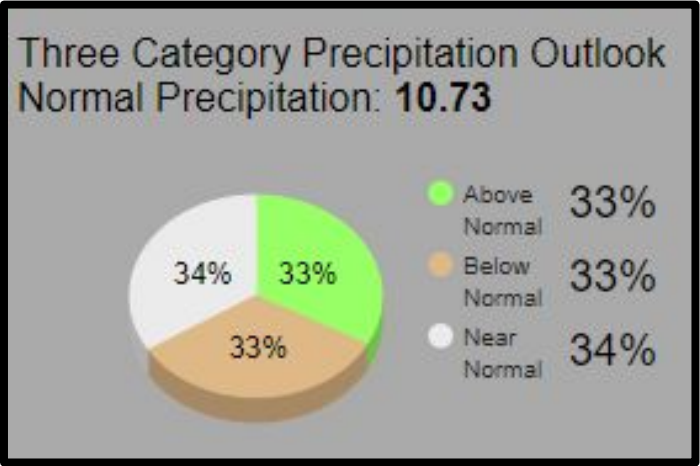 Three Category Precipitation Outlook
Normal Precipitation: 10.73
34%
33%
33%
Above
Normal
33%
Below
Normal
33%
Near
Normal
34%